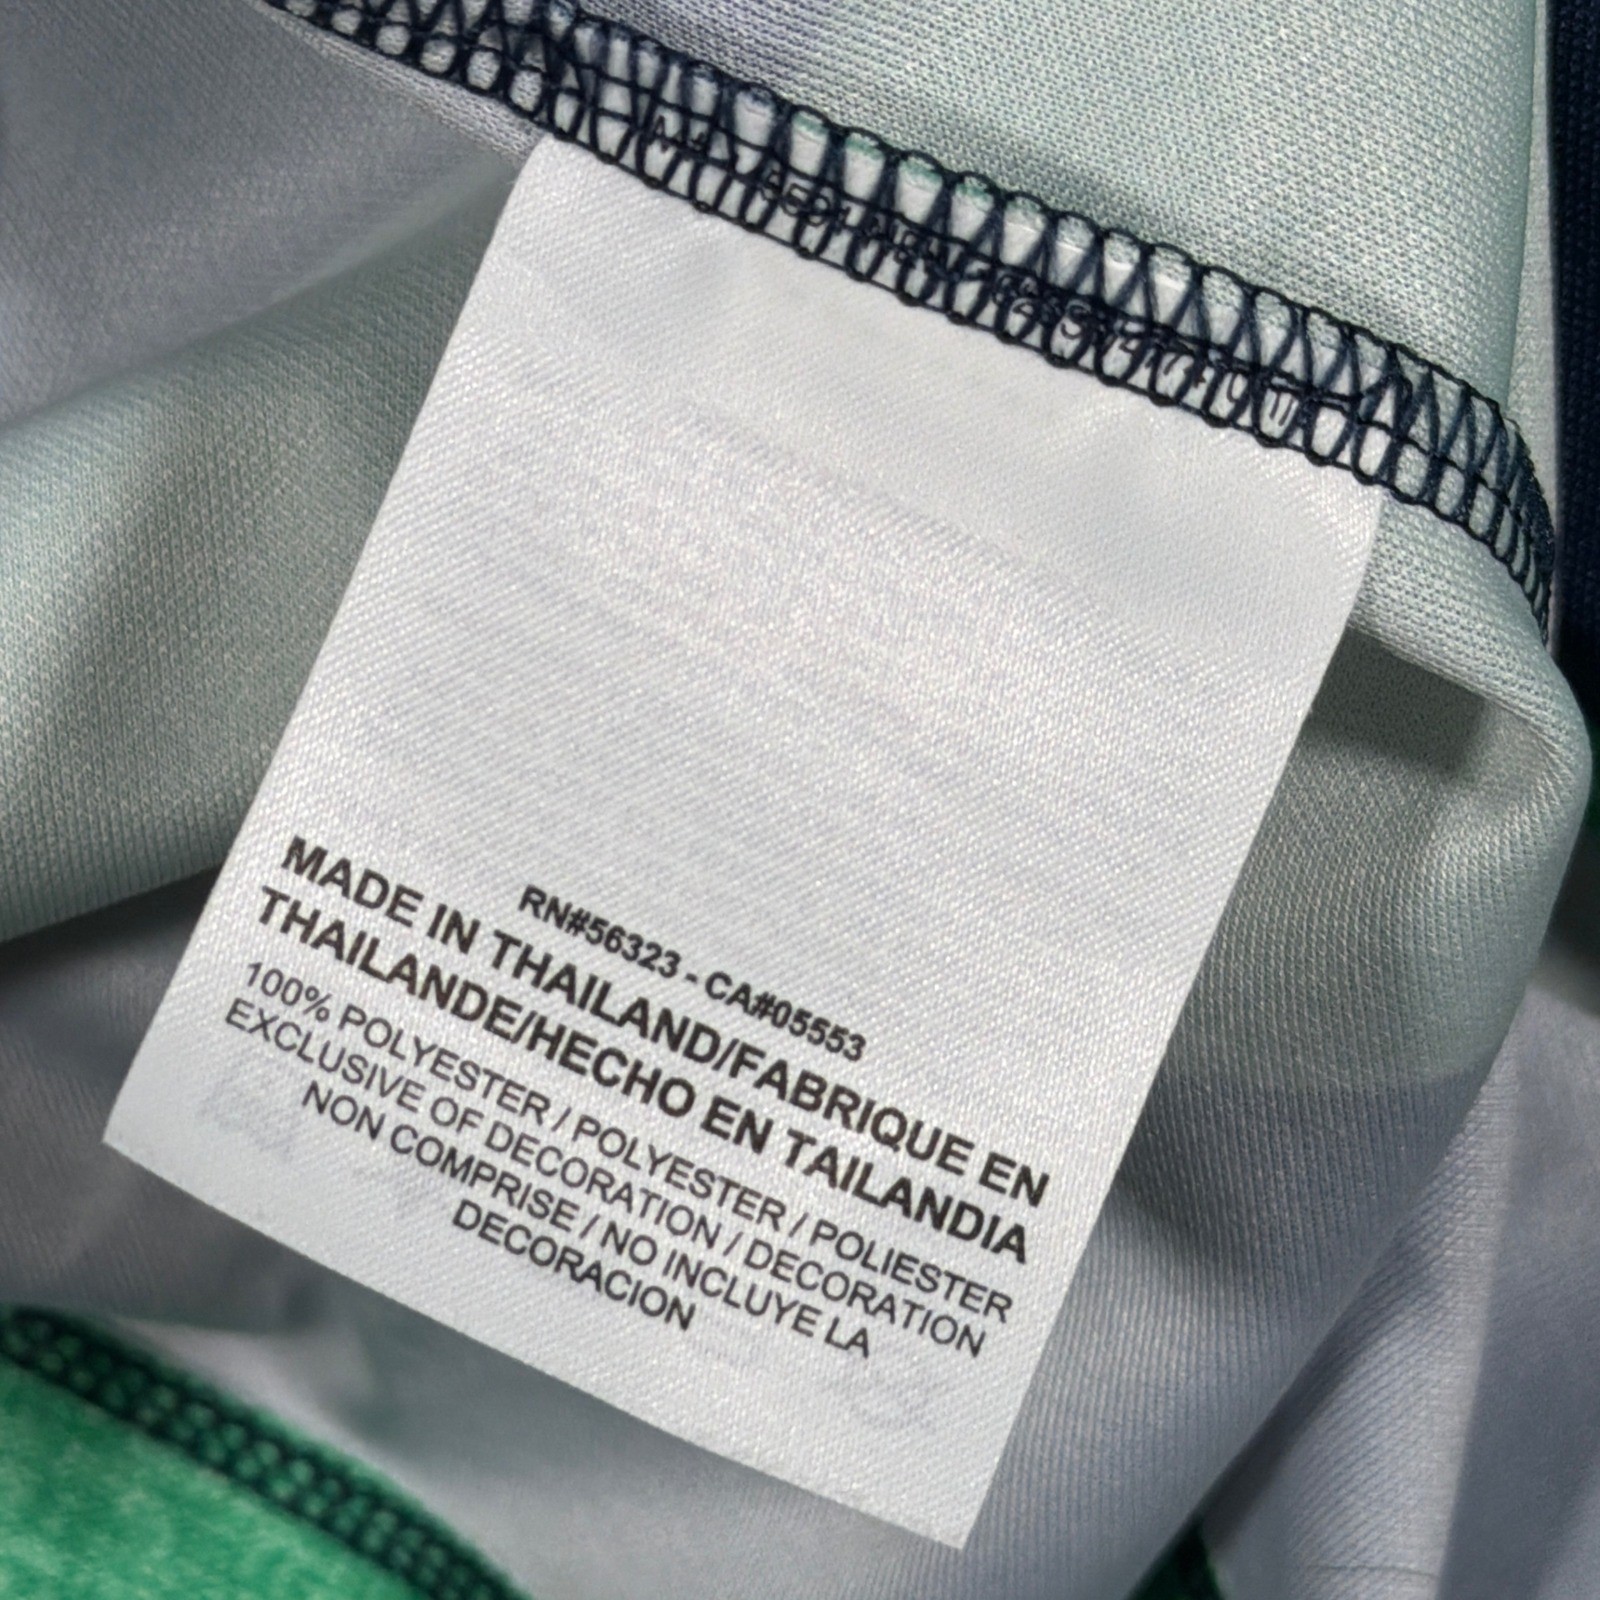 RN#56323 - CA#05553
MADE IN THAILAND/FABRIQUE EN
THAILANDE/HECHO EN TAILANDIA
100% POLYESTER / POLYESTER / POLIESTER
EXCLUSIVE OF DECORATION / DECORATION
NON COMPRISE / NO INCLUYE LA
DECORACION